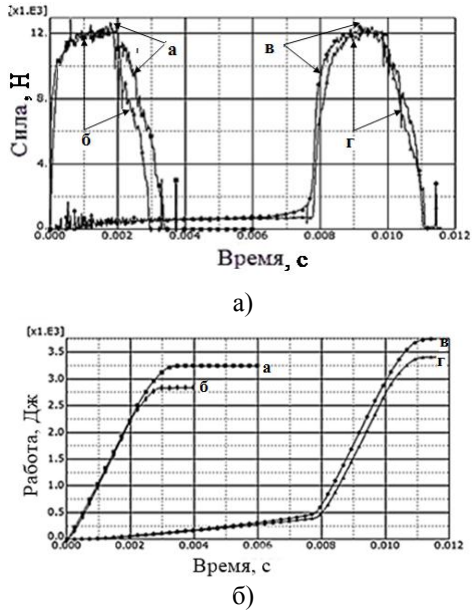 [x1.E3]
12.
8.
4.
0.
Сила, Н
а
б
в
г
0.000 0.002 0.004 0.006 0.008 0.010 0.012
Время, с
а)
[x1.E3]
3.5
3.0
2.5
2.0
1.5
1.0
0.5
0.0
Работа, Дж
а
б
в
г
0.000 0.002 0.004 0.006 0.008 0.010 0.012
Время, с
б)